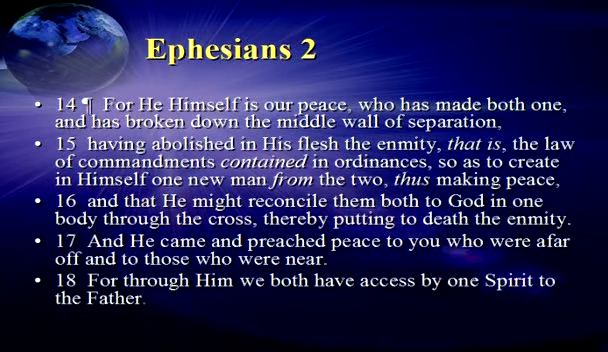 Ephesians 2
• 14 ¶ For He Himself is our peace, who has made both one,
and has broken down the middle wall of separation,
• 15 having abolished in His flesh the enmity, that is, the law
of commandments contained in ordinances, so as to create
in Himself one new man from the two, thus making peace,
• 16 and that He might reconcile them both to God in one
body through the cross, thereby putting to death the enmity.
• 17 And He came and preached peace to you who were afar
off and to those who were near.
• 18 For through Him we both have access by one Spirit to
the Father.